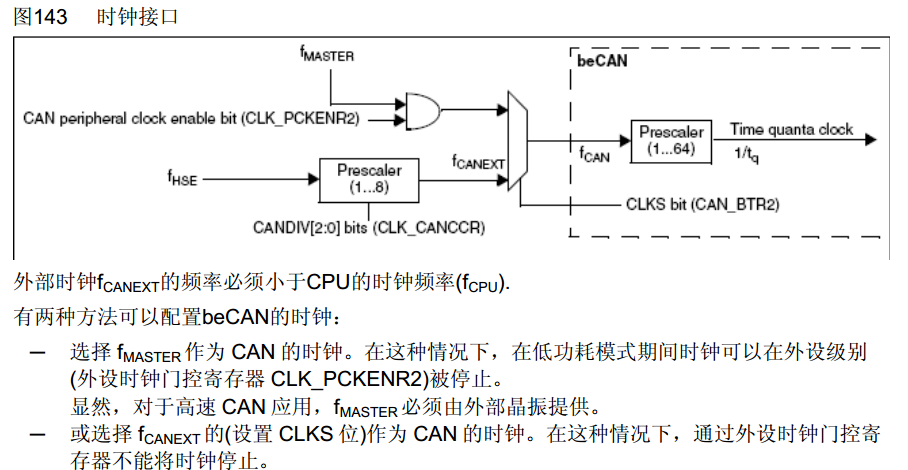 图143 时钟接口
fMASTER
beCAN
CAN peripheral clock enable bit (CLK_PCKENR2)
fHSE
Prescaler
(1...8)
fCANEXT
fCAN
Prescaler
(1...64)
Time quanta clock
1/tq
CANDIV[2:0] bits (CLK_CANCCR)
CLKS bit (CAN_BTR2)
外部时钟fCANEXT的频率必须小于CPU的时钟频率(fCPU).
有两种方法可以配置beCAN的时钟：
─ 选择 fMASTER 作为 CAN 的时钟。在这种情况下，在低功耗模式期间时钟可以在外设级别
(外设时钟门控寄存器 CLK_PCKENR2)被停止。
显然，对于高速 CAN 应用，fMASTER 必须由外部晶振提供。
─ 或选择 fCANEXT 的(设置 CLKS 位)作为 CAN 的时钟。在这种情况下，通过外设时钟门控寄
存器不能将时钟停止。